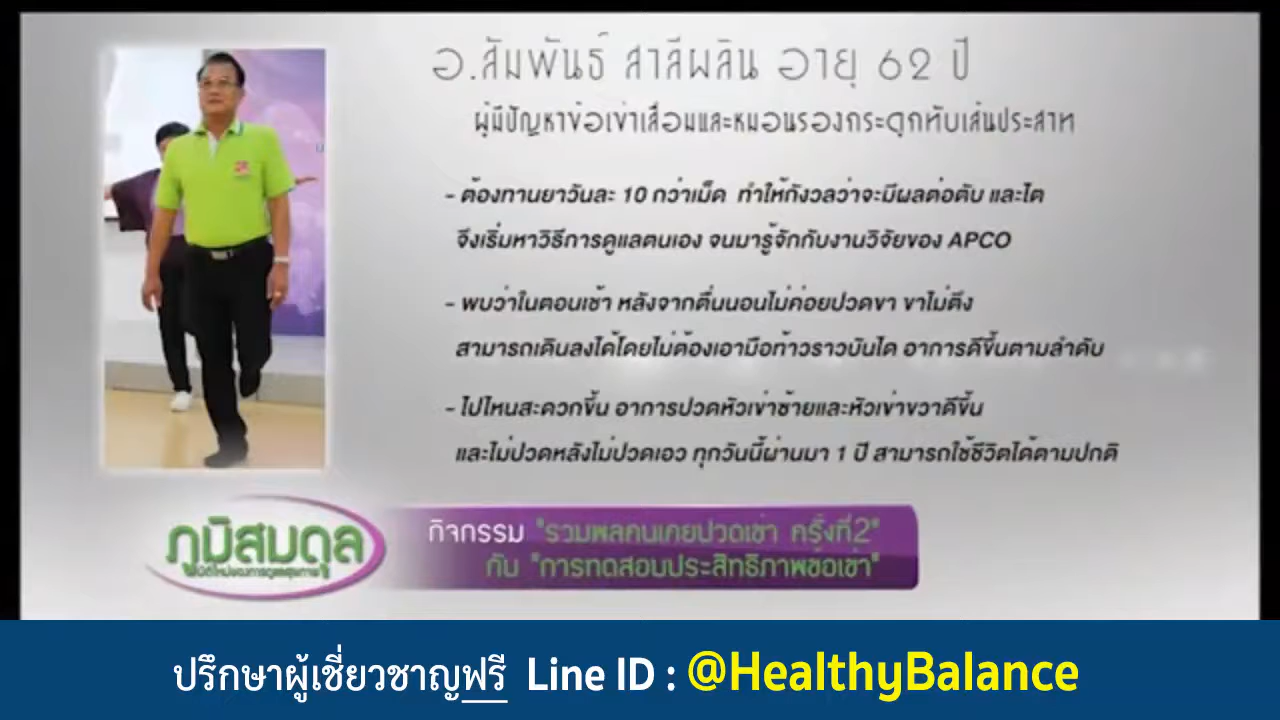 อ.สัมพันธ์ สาลีผลิน อายุ 62 ปี
ผู้มีปัญหาข้อเข่าเสื่อมและหมอนรองกระดูกทับเส้นประสาท
- ต้องทานยาวันละ 10 กว่าเม็ด ทำให้กังวลว่าจะมีผลต่อตับ และไต
จึงเริ่มหาวิธีการดูแลตนเอง จนมารู้จักกับงานวิจัยของ APCO
- พบว่าในตอนเช้า หลังจากตื่นนอนไม่ค่อยปวดขา ขาไม่ตึง
สามารถเดินลงได้โดยไม่ต้องเอามือท้าวราวบันได อาการดีขึ้นตามลำดับ
- ไปไหนสะดวกขึ้น อาการปวดหัวเข่าซ้ายและหัวเข่าขวาดีขึ้น
และไม่ปวดหลังไม่ปวดเอว ทุกวันนี้ผ่านมา 1 ปี สามารถใช้ชีวิตได้ตามปกติ
ภูมิสมดุล
มิติใหม่ของการดูแลสุขภาพ
กิจกรรม "รวมพลคนเคยปวดเข่า ครั้งที่2"
กับ "การทดสอบประสิทธิภาพข้อเข่า"
ปรึกษาผู้เชี่ยวชาญฟรี Line ID : @HealthyBalance